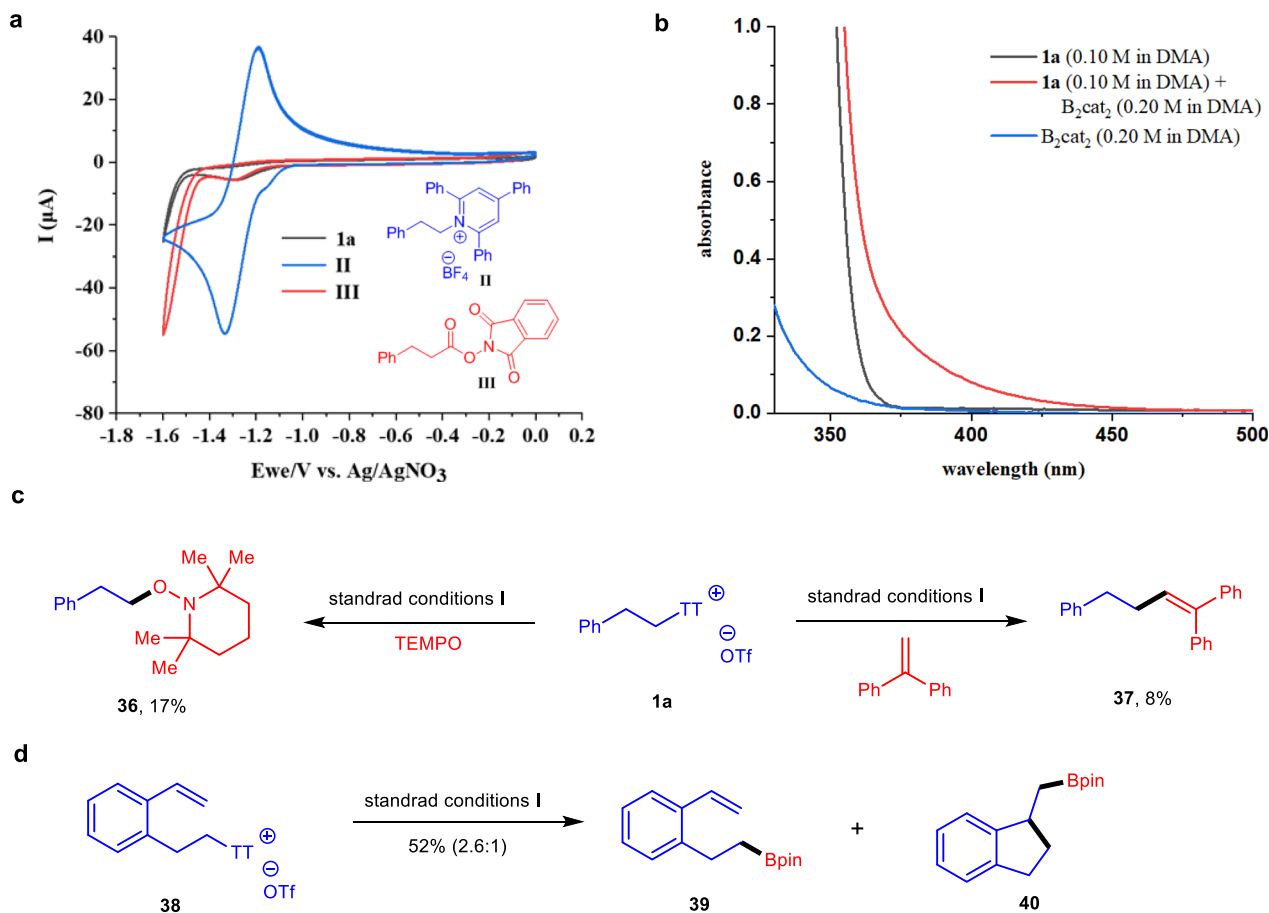 a
I (µA)
40
20
0
-20
-40
-60
-80
-1.8 -1.6 -1.4 -1.2 -1.0 -0.8 -0.6 -0.4 -0.2 0.0 0.2
Ewe/V vs. Ag/AgNO3
1a
II
III
Ph
Ph
Ph
N
⊕
Ph
⊖
BF4
II
O
O
Ph
O
N
O
III
b
1a (0.10 M in DMA)
1a (0.10 M in DMA) +
B2cat2 (0.20 M in DMA)
B2cat2 (0.20 M in DMA)
absorbance
1.0
0.8
0.6
0.4
0.2
0.0
350 400 450 500
wavelength (nm)
c
Me
Me
O
Ph
N
Me
Me
36, 17%
standrad conditions I
TEMPO
Ph
TT
⊕
⊖
OTf
1a
standrad conditions I
Ph
Ph
Ph
Ph
Ph
37, 8%
d
TT
⊕
⊖
OTf
38
standrad conditions I
52% (2.6:1)
Bpin
39
+
Bpin
40